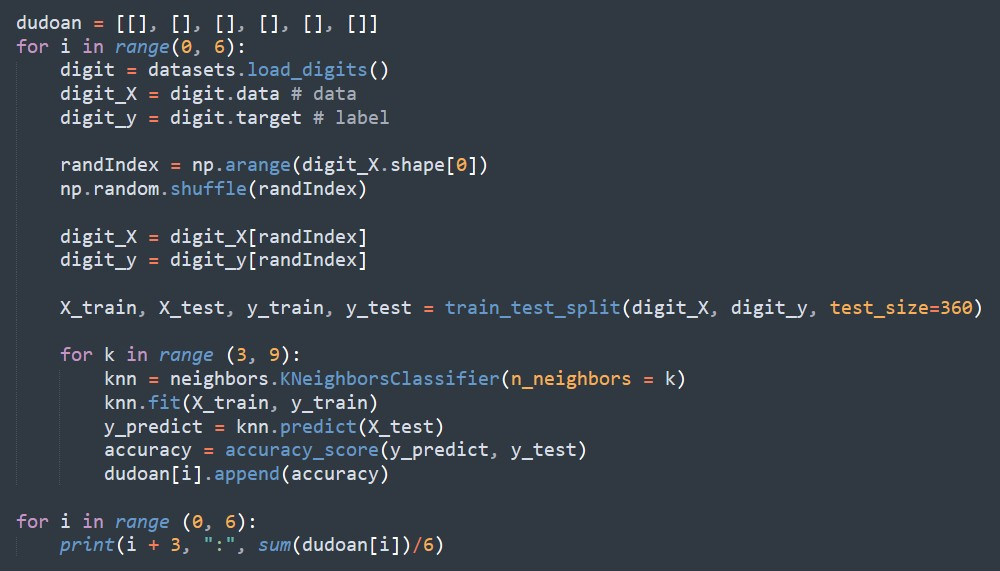 dudoan = [[], [], [], [], [], []]
for i in range(0, 6):
    digit = datasets.load_digits()
    digit_X = digit.data # data
    digit_y = digit.target # label

    randIndex = np.arange(digit_X.shape[0])
    np.random.shuffle(randIndex)

    digit_X = digit_X[randIndex]
    digit_y = digit_y[randIndex]

    X_train, X_test, y_train, y_test = train_test_split(digit_X, digit_y, test_size=360)

    for k in range (3, 9):
        knn = neighbors.KNeighborsClassifier(n_neighbors = k)
        knn.fit(X_train, y_train)
        y_predict = knn.predict(X_test)
        accuracy = accuracy_score(y_predict, y_test)
        dudoan[i].append(accuracy)

for i in range (0, 6):
    print(i + 3, ":", sum(dudoan[i])/6)